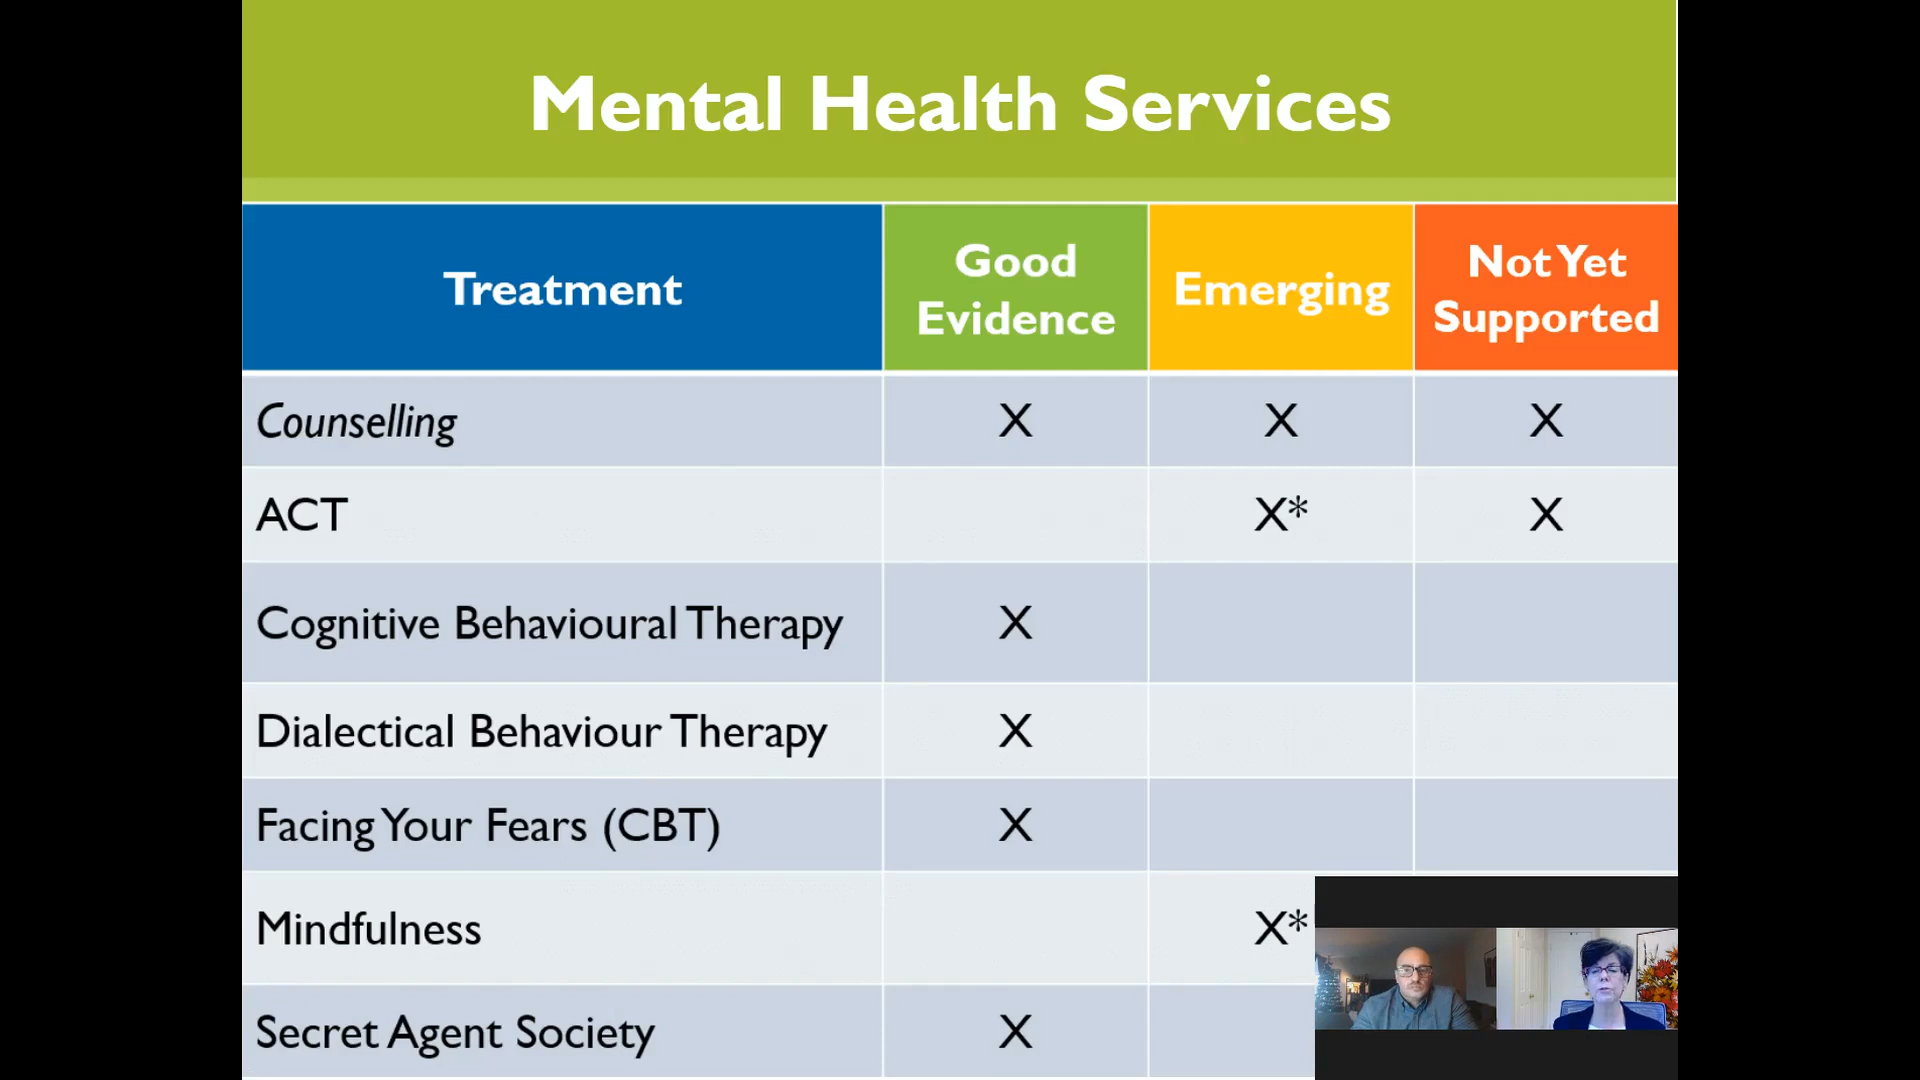 Mental Health Services
Treatment
Good
Evidence
Emerging
Not Yet
Supported
Counselling X X X
ACT X* X
Cognitive Behavioural Therapy X
Dialectical Behaviour Therapy X
Facing Your Fears (CBT) X
Mindfulness X*
Secret Agent Society X